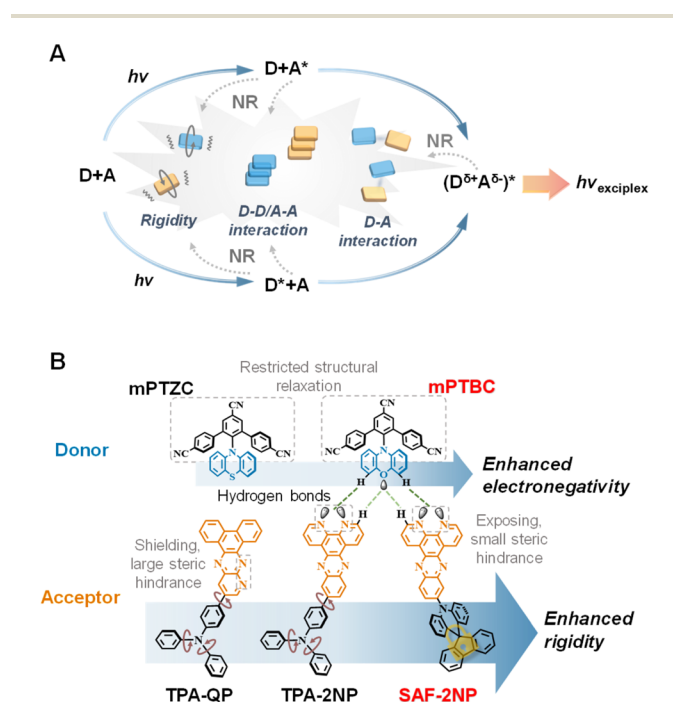 A
hν
D+A*
NR
NR
D+A
(Dδ+Aδ-)*
hνexciplex
Rigidity
D-D/A-A
interaction
D-A
interaction
NR
hν
D*+A
B
Restricted structural
relaxation
mPTZC
mPTBC
CN
CN
NC
CN
NC
CN
N
N
Donor
S
O
Enhanced
electronegativity
H
H
Hydrogen bonds
H
H
N
N
N
N
Shielding,
large steric
hindrance
Exposing,
small steric
hindrance
N
N
N
N
N
N
N
N
Acceptor
N
N
N
Enhanced
rigidity
TPA-QP
TPA-2NP
SAF-2NP